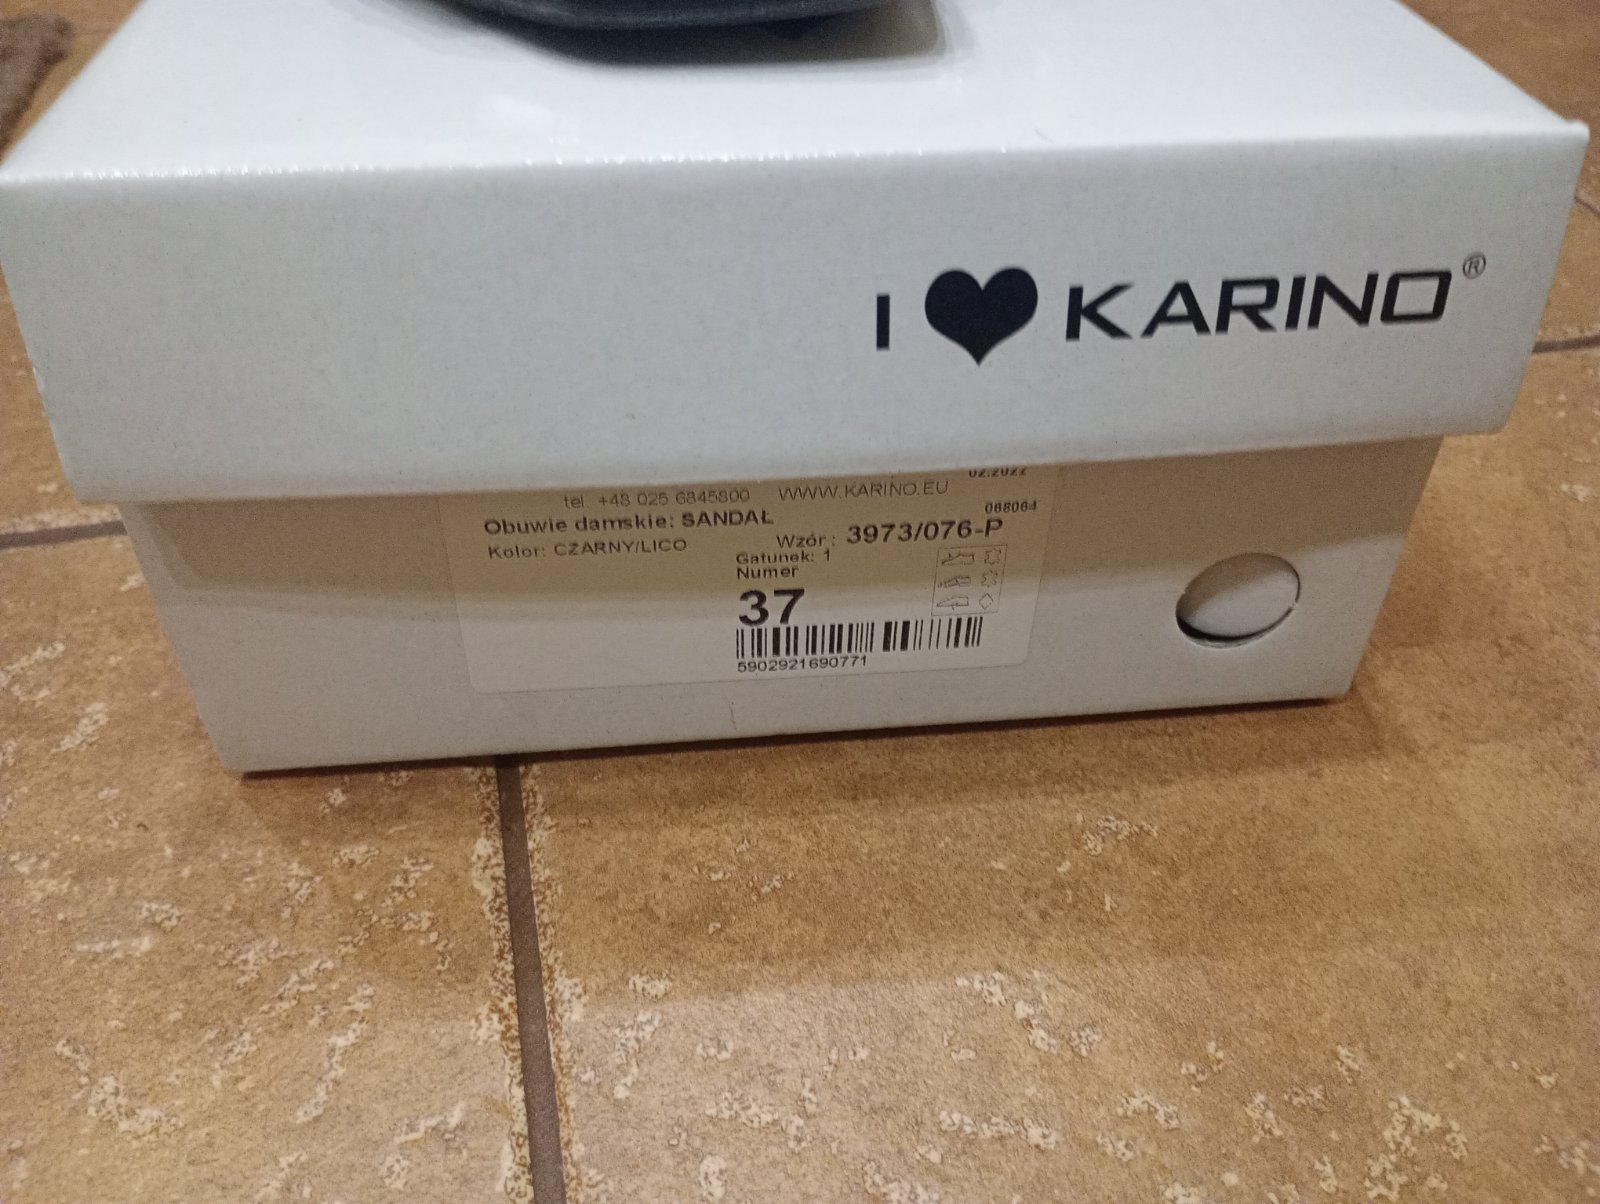 I ♥ KARINO®
02.2022
tel. +48 025 6845800 WWW.KARINO.EU
068064
Obuwie damskie: SANDAŁ
Wzór: 3973/076-P
Kolor: CZARNY/LICO
Gatunek: 1
Numer
37
5902921690771